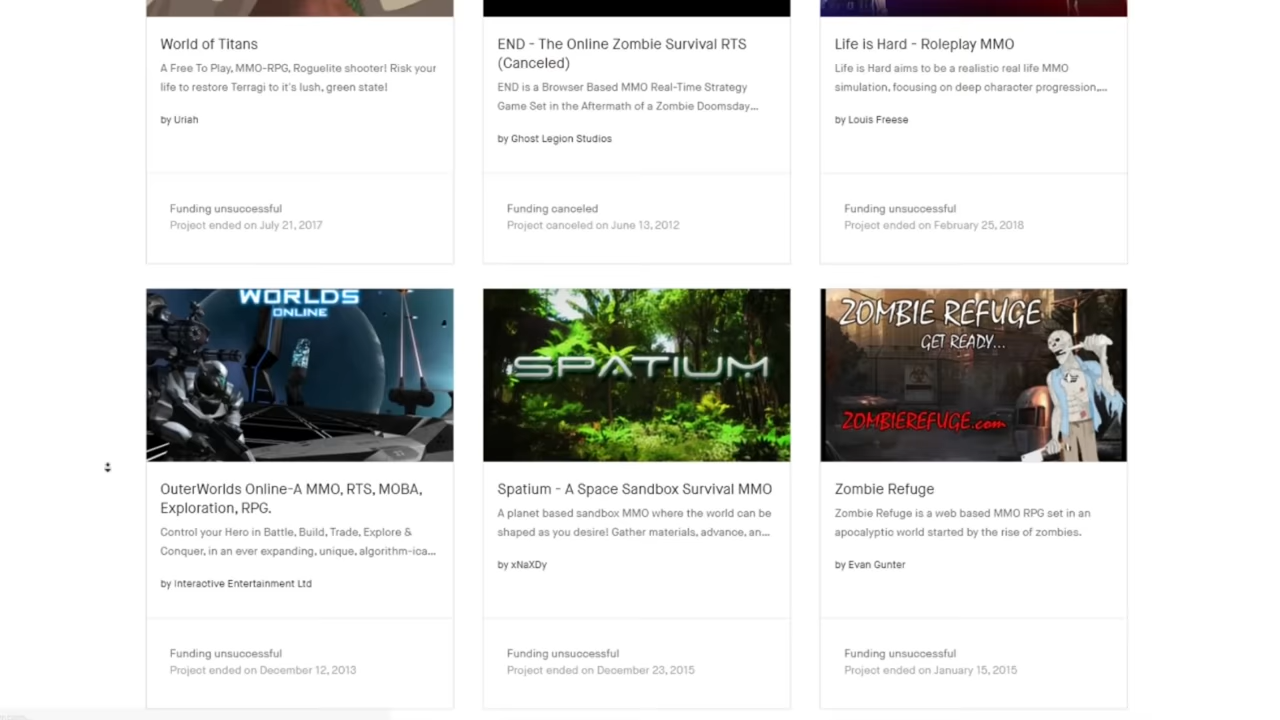 World of Titans
A Free To Play, MMO-RPG, Roguelite shooter! Risk your
life to restore Terragi to it's lush, green state!
by Uriah
Funding unsuccessful
Project ended on July 21, 2017
END - The Online Zombie Survival RTS
(Canceled)
END is a Browser Based MMO Real-Time Strategy
Game Set in the Aftermath of a Zombie Doomsday...
by Ghost Legion Studios
Funding canceled
Project canceled on June 13, 2012
Life is Hard - Roleplay MMO
Life is Hard aims to be a realistic real life MMO
simulation, focusing on deep character progression,...
by Louis Freese
Funding unsuccessful
Project ended on February 25, 2018
WORLDS
ONLINE
OuterWorlds Online-A MMO, RTS, MOBA,
Exploration, RPG.
Control your Hero in Battle, Build, Trade, Explore &
Conquer, in an ever expanding, unique, algorithm-ica...
by Interactive Entertainment Ltd
Funding unsuccessful
Project ended on December 12, 2013
SPATIUM
Spatium - A Space Sandbox Survival MMO
A planet based sandbox MMO where the world can be
shaped as you desire! Gather materials, advance, an...
by xNaXDy
Funding unsuccessful
Project ended on December 23, 2015
ZOMBIE REFUGE
GET READY...
ZOMBIEREFUGE.com
Zombie Refuge
Zombie Refuge is a web based MMO RPG set in an
apocalyptic world started by the rise of zombies.
by Evan Gunter
Funding unsuccessful
Project ended on January 15, 2015